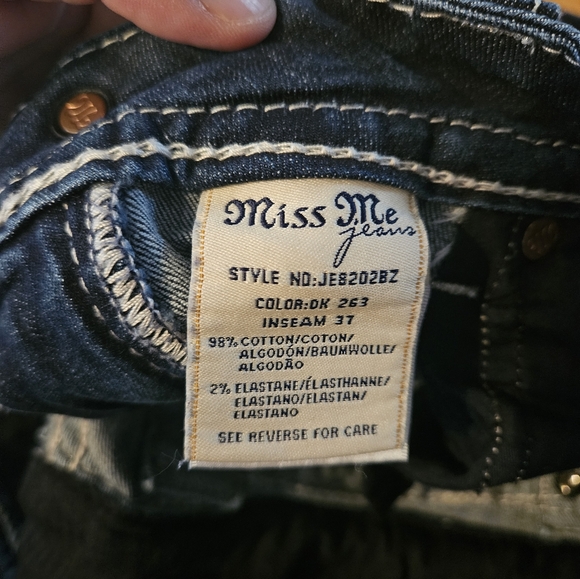 Miss Me
jeans
STYLE NO:JE8202BZ
COLOR:DK 263
INSEAM 37
98% COTTON/COTON/
ALGODÓN/BAUMWOLLE/
ALGODÃO
2% ELASTANE/ÉLASTHANNE/
ELASTANO/ELASTAN/
ELASTANO
SEE REVERSE FOR CARE